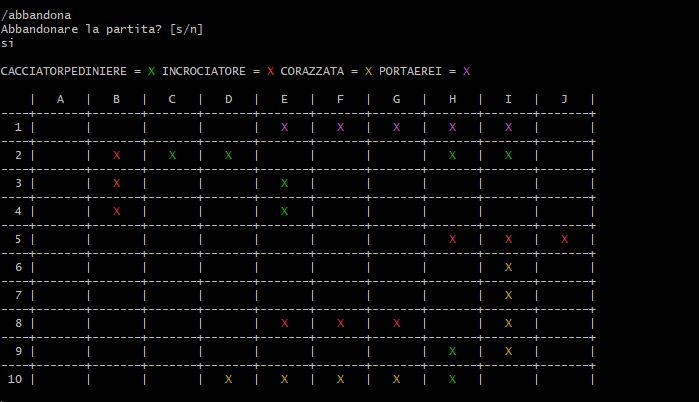 /abbandona
Abbandonare la partita? [s/n]
si
CACCIATORPEDINIERE = X INCROCIATORE = X CORAZZATA = X PORTAEREI = X
| A | B | C | D | E | F | G | H | I | J |
1 | | | | | X | X | X | X | X | |
2 | | X | X | X | | | | X | X | |
3 | | X | | | X | | | | | |
4 | | X | | | X | | | | | |
5 | | | | | | | | X | X | X |
6 | | | | | | | | | X | |
7 | | | | | | | | | X | |
8 | | | | | X | X | X | | X | |
9 | | | | | | | | X | X | |
10 | | | | X | X | X | X | X | | |